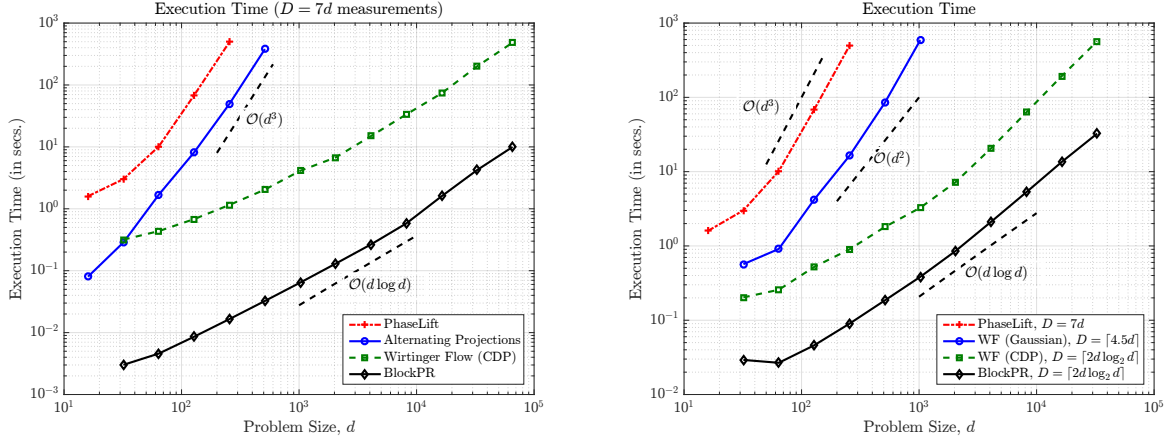 Execution Time (D = 7d measurements)
10^3
10^2
10^1
10^0
10^−1
10^−2
10^−3
Execution Time (in secs.)
O(d^3)
O(d log d)
PhaseLift
Alternating Projections
Wirtinger Flow (CDP)
BlockPR
10^1
10^2
10^3
10^4
10^5
Problem Size, d
Execution Time
10^3
10^2
10^1
10^0
10^−1
10^−2
Execution Time (in secs.)
O(d^3)
O(d^2)
O(d log d)
PhaseLift, D = 7d
WF (Gaussian), D = ⌈4.5d⌉
WF (CDP), D = ⌈2d log_2 d⌉
BlockPR, D = ⌈2d log_2 d⌉
10^1
10^2
10^3
10^4
10^5
Problem Size, d